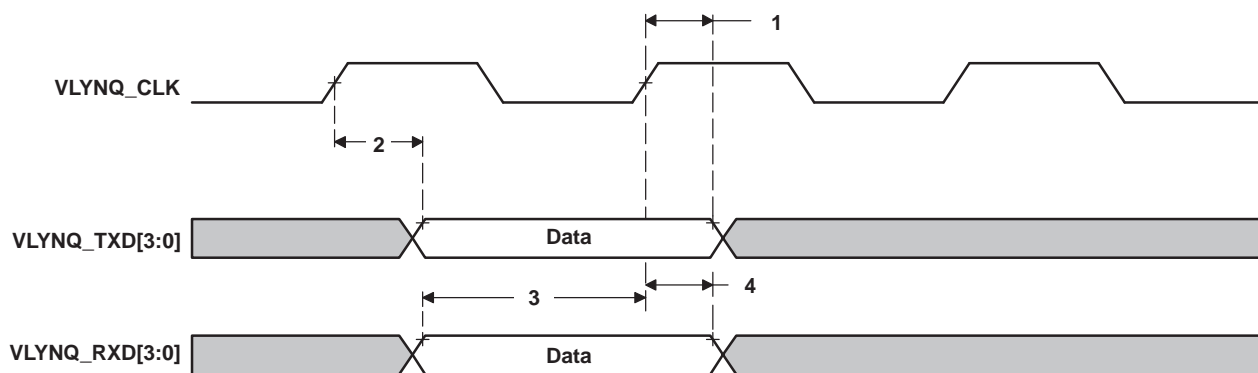 1
VLYNQ_CLK
2
VLYNQ_TXD[3:0]
Data
3
4
VLYNQ_RXD[3:0]
Data